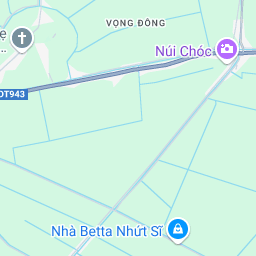 VỌNG ĐÔNG
Núi Chóc
ẹ
...
ĐT943
Nhà Betta Nhứt Sĩ